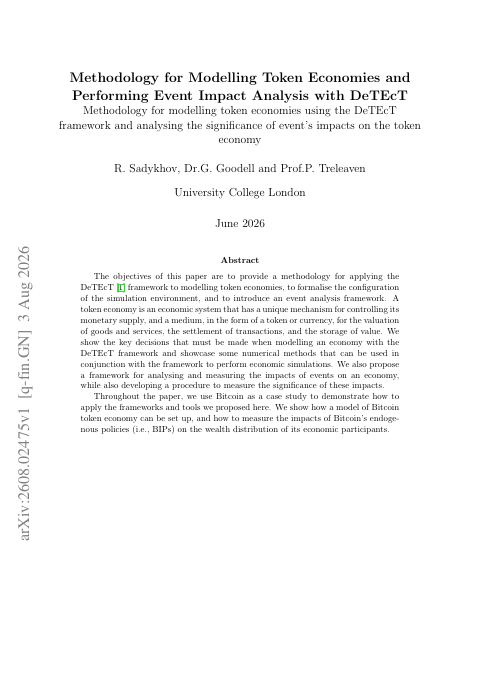 Methodology for Modelling Token Economies and
Performing Event Impact Analysis with DeTEcT
Methodology for modelling token economies using the DeTEcT
framework and analysing the significance of event's impacts on the token
economy
R. Sadykhov, Dr.G. Goodell and Prof.P. Treleaven
University College London
June 2026
Abstract
The objectives of this paper are to provide a methodology for applying the
DeTEcT [1] framework to modelling token economies, to formalise the configuration
of the simulation environment, and to introduce an event analysis framework. A
token economy is an economic system that has a unique mechanism for controlling its
monetary supply, and a medium, in the form of a token or currency, for the valuation
of goods and services, the settlement of transactions, and the storage of value. We
show the key decisions that must be made when modelling an economy with the
DeTEcT framework and showcase some numerical methods that can be used in
conjunction with the framework to perform economic simulations. We also propose
a framework for analysing and measuring the impacts of events on an economy,
while also developing a procedure to measure the significance of these impacts.
Throughout the paper, we use Bitcoin as a case study to demonstrate how to
apply the frameworks and tools we proposed here. We show how a model of Bitcoin
token economy can be set up, and how to measure the impacts of Bitcoin's endoge-
nous policies (i.e., BIPs) on the wealth distribution of its economic participants.
arXiv:2608.02475v1 [q-fin.GN] 3 Aug 2026